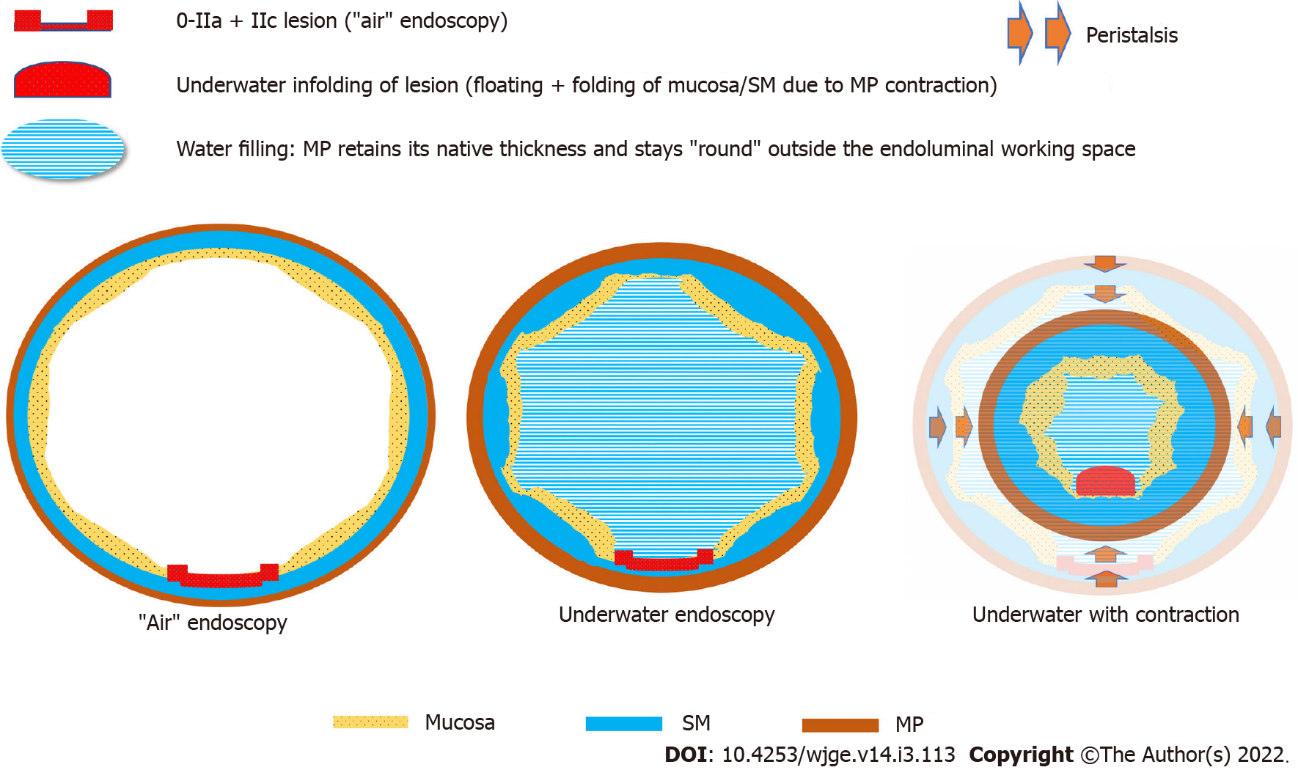 0-IIa + IIc lesion ("air" endoscopy)
Peristalsis
Underwater infolding of lesion (floating + folding of mucosa/SM due to MP contraction)
Water filling: MP retains its native thickness and stays "round" outside the endoluminal working space
"Air" endoscopy
Underwater endoscopy
Underwater with contraction
Mucosa
SM
MP
DOI: 10.4253/wjge.v14.i3.113 Copyright ©The Author(s) 2022.